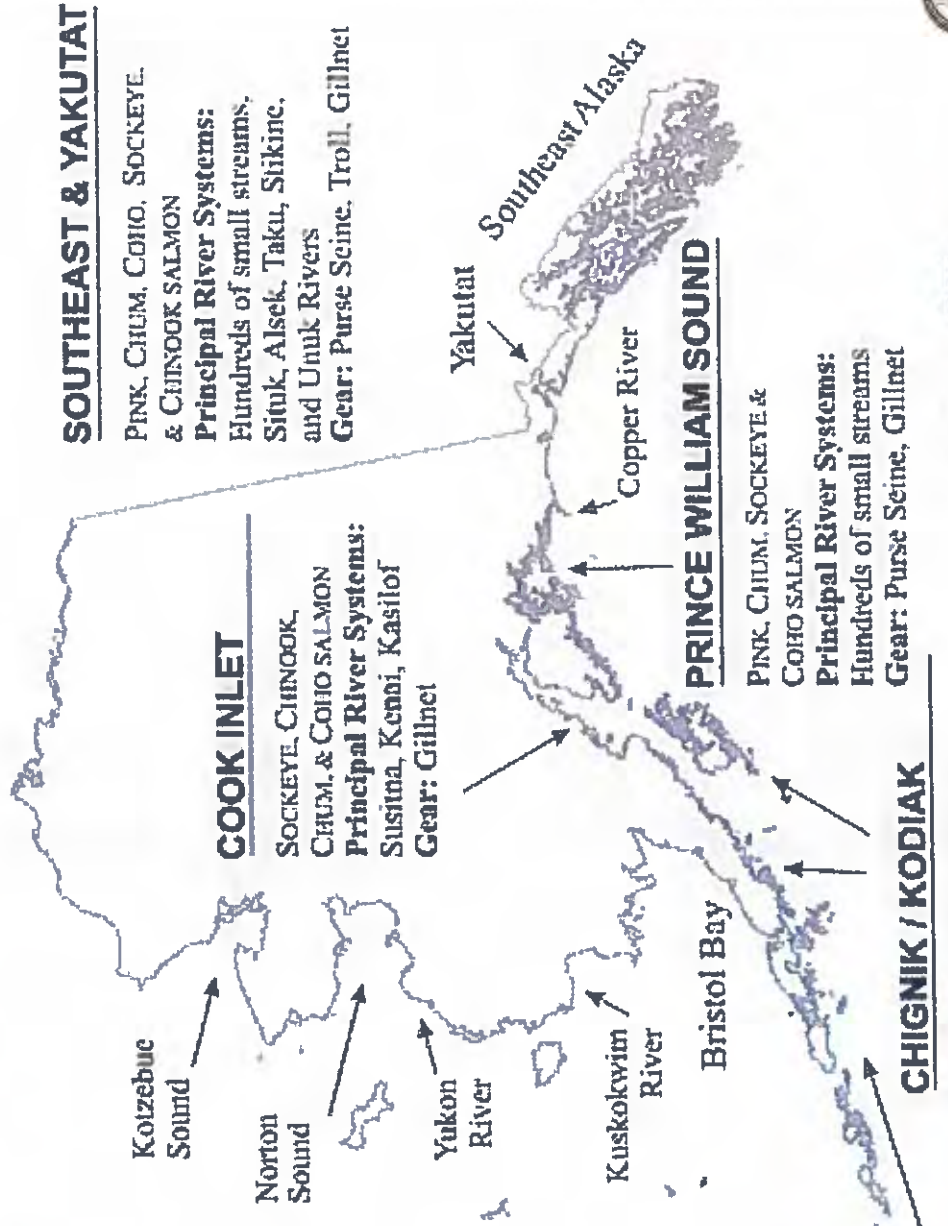 SOUTHEAST & YAKUTAT
PINK, CHUM, COHO, SOCKEYE,
& CHINOOK SALMON
Principal River Systems:
Hundreds of small streams,
Situk, Alsek, Taku, Stikine,
and Unuk Rivers
Gear: Purse Seine, Troll, Gillnet
COOK INLET
SOCKEYE, CHINOOK,
CHUM, & COHO SALMON
Principal River Systems:
Susitna, Kenai, Kasilof
Gear: Gillnet
Kotzebue
Sound
Norton
Sound
Yukon
River
Kuskokwim
River
Bristol Bay
Yakutat
Southeast Alaska
Copper River
PRINCE WILLIAM SOUND
PINK, CHUM, SOCKEYE &
COHO SALMON
Principal River Systems:
Hundreds of small streams
Gear: Purse Seine, Gillnet
CHIGNIK / KODIAK